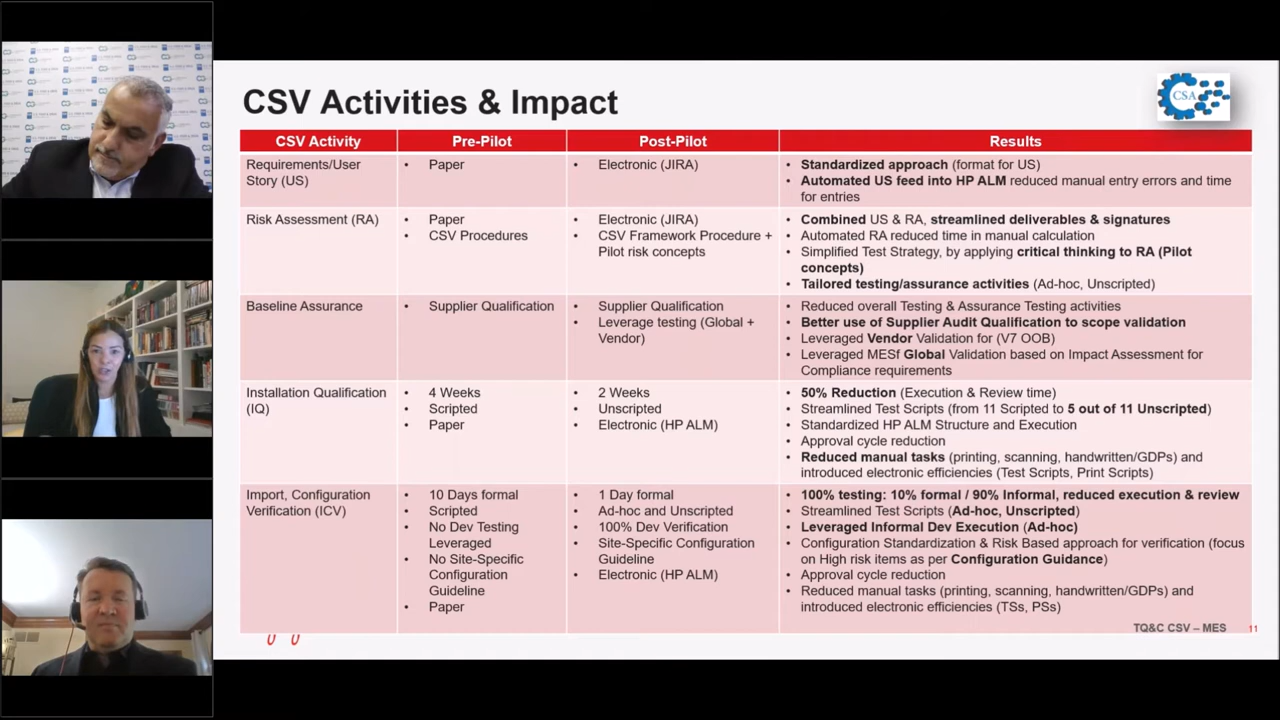 CSV Activities & Impact
CSA
CSV Activity
Pre-Pilot
Post-Pilot
Results
Requirements/User
Story (US)
• Paper
• Electronic (JIRA)
• Standardized approach (format for US)
• Automated US feed into HP ALM reduced manual entry errors and time
for entries
Risk Assessment (RA)
• Paper
• CSV Procedures
• Electronic (JIRA)
• CSV Framework Procedure +
Pilot risk concepts
• Combined US & RA, streamlined deliverables & signatures
• Automated RA reduced time in manual calculation
• Simplified Test Strategy, by applying critical thinking to RA (Pilot
concepts)
• Tailored testing/assurance activities (Ad-hoc, Unscripted)
Baseline Assurance
• Supplier Qualification
• Supplier Qualification
• Leverage testing (Global +
Vendor)
• Reduced overall Testing & Assurance Testing activities
• Better use of Supplier Audit Qualification to scope validation
• Leveraged Vendor Validation for (V7 OOB)
• Leveraged MESf Global Validation based on Impact Assessment for
Compliance requirements
Installation Qualification
(IQ)
• 4 Weeks
• Scripted
• Paper
• 2 Weeks
• Unscripted
• Electronic (HP ALM)
• 50% Reduction (Execution & Review time)
• Streamlined Test Scripts (from 11 Scripted to 5 out of 11 Unscripted)
• Standardized HP ALM Structure and Execution
• Approval cycle reduction
• Reduced manual tasks (printing, scanning, handwritten/GDPs) and
introduced electronic efficiencies (Test Scripts, Print Scripts)
Import, Configuration
Verification (ICV)
• 10 Days formal
• Scripted
• No Dev Testing
Leveraged
• No Site-Specific
Configuration
Guideline
• Paper
• 1 Day formal
• Ad-hoc and Unscripted
• 100% Dev Verification
• Site-Specific Configuration
Guideline
• Electronic (HP ALM)
• 100% testing: 10% formal / 90% Informal, reduced execution & review
• Streamlined Test Scripts (Ad-hoc, Unscripted)
• Leveraged Informal Dev Execution (Ad-hoc)
• Configuration Standardization & Risk Based approach for verification (focus
on High risk items as per Configuration Guidance)
• Approval cycle reduction
• Reduced manual tasks (printing, scanning, handwritten/GDPs) and
introduced electronic efficiencies (TSs, PSs)
TQ&C CSV – MES
11